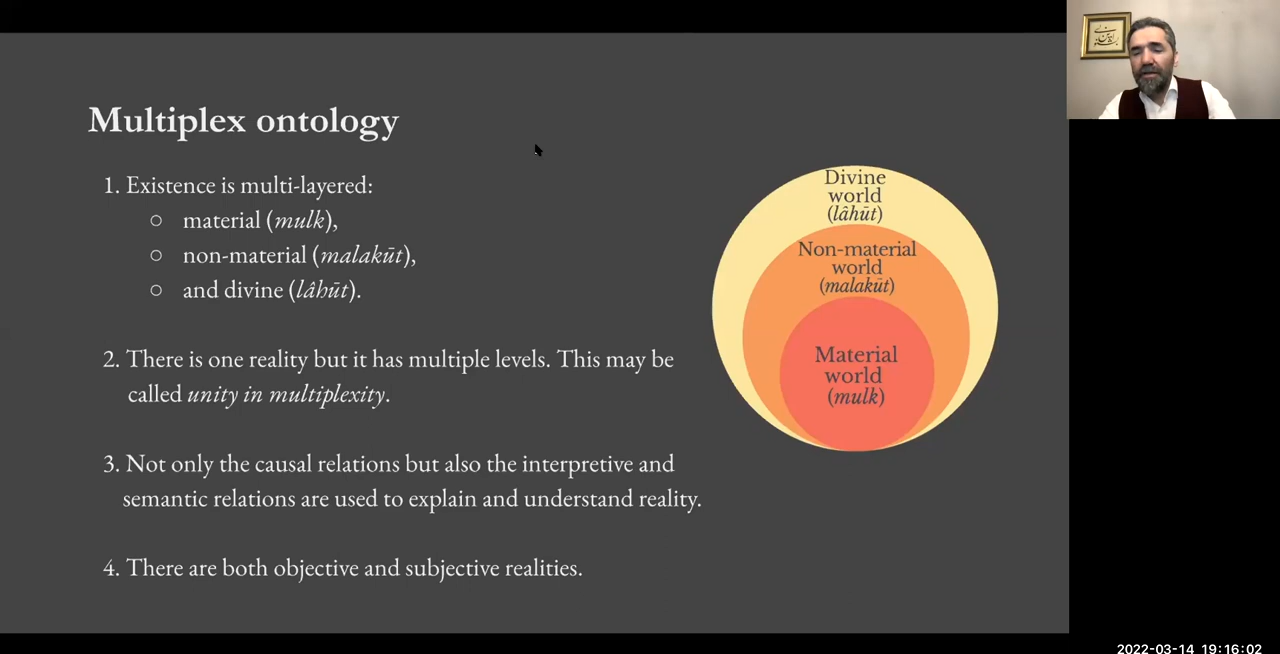 Multiplex ontology
1. Existence is multi-layered:
○ material (mulk),
○ non-material (malakūt),
○ and divine (lâhūt).
2. There is one reality but it has multiple levels. This may be
called unity in multiplexity.
3. Not only the causal relations but also the interpretive and
semantic relations are used to explain and understand reality.
4. There are both objective and subjective realities.
Divine
world
(lâhūt)
Non-material
world
(malakūt)
Material
world
(mulk)
2022-03-14 19:16:02